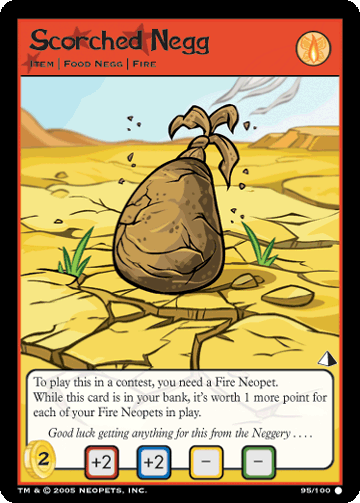 Scorched Negg
Item | Food Negg | Fire
To play this in a contest, you need a Fire Neopet.
While this card is in your bank, it's worth 1 more point for
each of your Fire Neopets in play.
Good luck getting anything for this from the Neggery . . . .
2 +2 +2 – –
TM & © 2005 NEOPETS, INC. 95/100